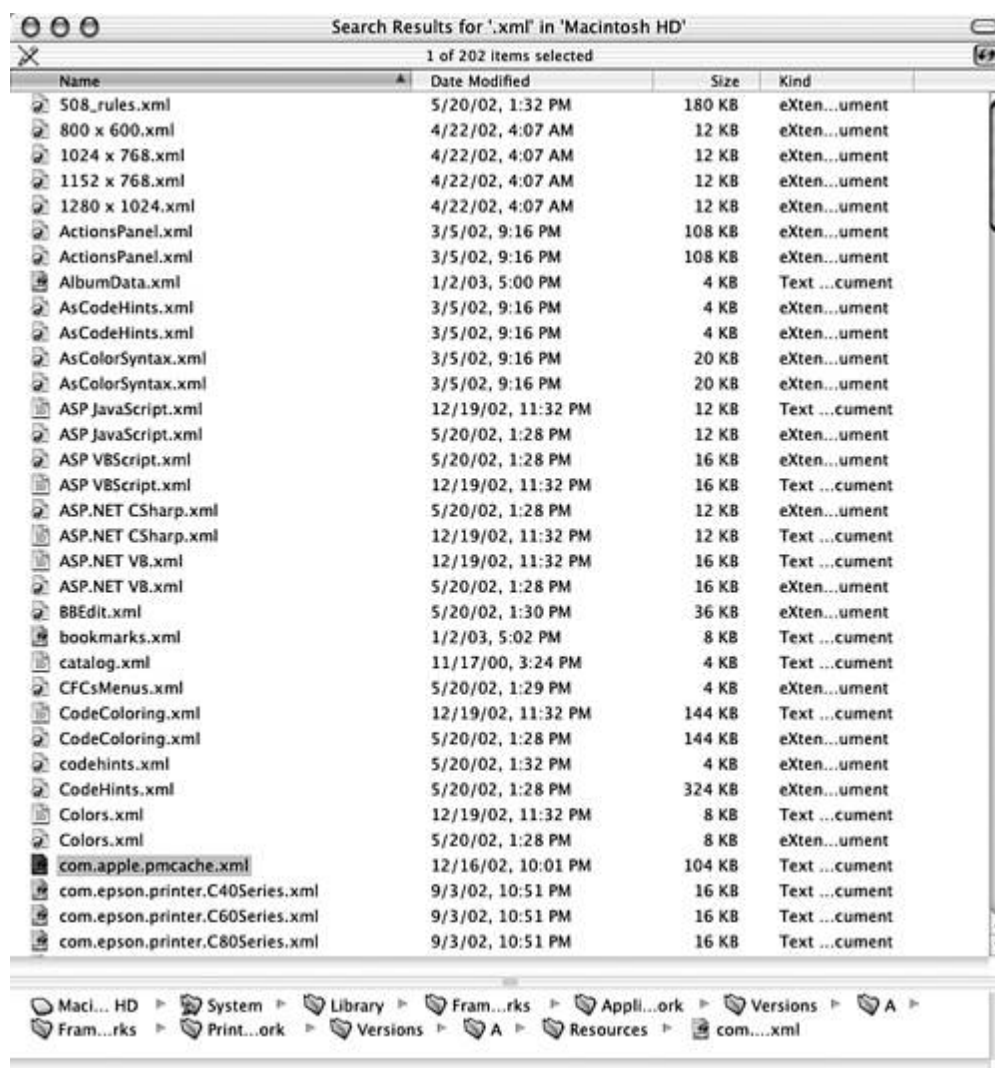 Search Results for '.xml' in 'Macintosh HD'
1 of 202 items selected
Name Date Modified Size Kind
508_rules.xml 5/20/02, 1:32 PM 180 KB eXten...ument
800 x 600.xml 4/22/02, 4:07 AM 12 KB eXten...ument
1024 x 768.xml 4/22/02, 4:07 AM 12 KB eXten...ument
1152 x 768.xml 4/22/02, 4:07 AM 12 KB eXten...ument
1280 x 1024.xml 4/22/02, 4:07 AM 12 KB eXten...ument
ActionsPanel.xml 3/5/02, 9:16 PM 108 KB eXten...ument
ActionsPanel.xml 3/5/02, 9:16 PM 108 KB eXten...ument
AlbumData.xml 1/2/03, 5:00 PM 4 KB Text ...cument
AsCodeHints.xml 3/5/02, 9:16 PM 4 KB eXten...ument
AsCodeHints.xml 3/5/02, 9:16 PM 4 KB eXten...ument
AsColorSyntax.xml 3/5/02, 9:16 PM 20 KB eXten...ument
AsColorSyntax.xml 3/5/02, 9:16 PM 20 KB eXten...ument
ASP JavaScript.xml 12/19/02, 11:32 PM 12 KB Text ...cument
ASP JavaScript.xml 5/20/02, 1:28 PM 12 KB eXten...ument
ASP VBScript.xml 5/20/02, 1:28 PM 16 KB eXten...ument
ASP VBScript.xml 12/19/02, 11:32 PM 16 KB Text ...cument
ASP.NET CSharp.xml 5/20/02, 1:28 PM 12 KB eXten...ument
ASP.NET CSharp.xml 12/19/02, 11:32 PM 12 KB Text ...cument
ASP.NET VB.xml 12/19/02, 11:32 PM 16 KB Text ...cument
ASP.NET VB.xml 5/20/02, 1:28 PM 16 KB eXten...ument
BBEdit.xml 5/20/02, 1:30 PM 36 KB eXten...ument
bookmarks.xml 1/2/03, 5:02 PM 8 KB Text ...cument
catalog.xml 11/17/00, 3:24 PM 4 KB Text ...cument
CFCsMenus.xml 5/20/02, 1:29 PM 4 KB eXten...ument
CodeColoring.xml 12/19/02, 11:32 PM 144 KB Text ...cument
CodeColoring.xml 5/20/02, 1:28 PM 144 KB eXten...ument
codehints.xml 5/20/02, 1:32 PM 4 KB eXten...ument
CodeHints.xml 5/20/02, 1:28 PM 324 KB eXten...ument
Colors.xml 12/19/02, 11:32 PM 8 KB Text ...cument
Colors.xml 5/20/02, 1:28 PM 8 KB eXten...ument
com.apple.pmcache.xml 12/16/02, 10:01 PM 104 KB Text ...cument
com.epson.printer.C40Series.xml 9/3/02, 10:51 PM 16 KB Text ...cument
com.epson.printer.C60Series.xml 9/3/02, 10:51 PM 16 KB Text ...cument
com.epson.printer.C80Series.xml 9/3/02, 10:51 PM 16 KB Text ...cument
Maci... HD System Library Fram...rks Appli...ork Versions A
Fram...rks Print...ork Versions A Resources com....xml